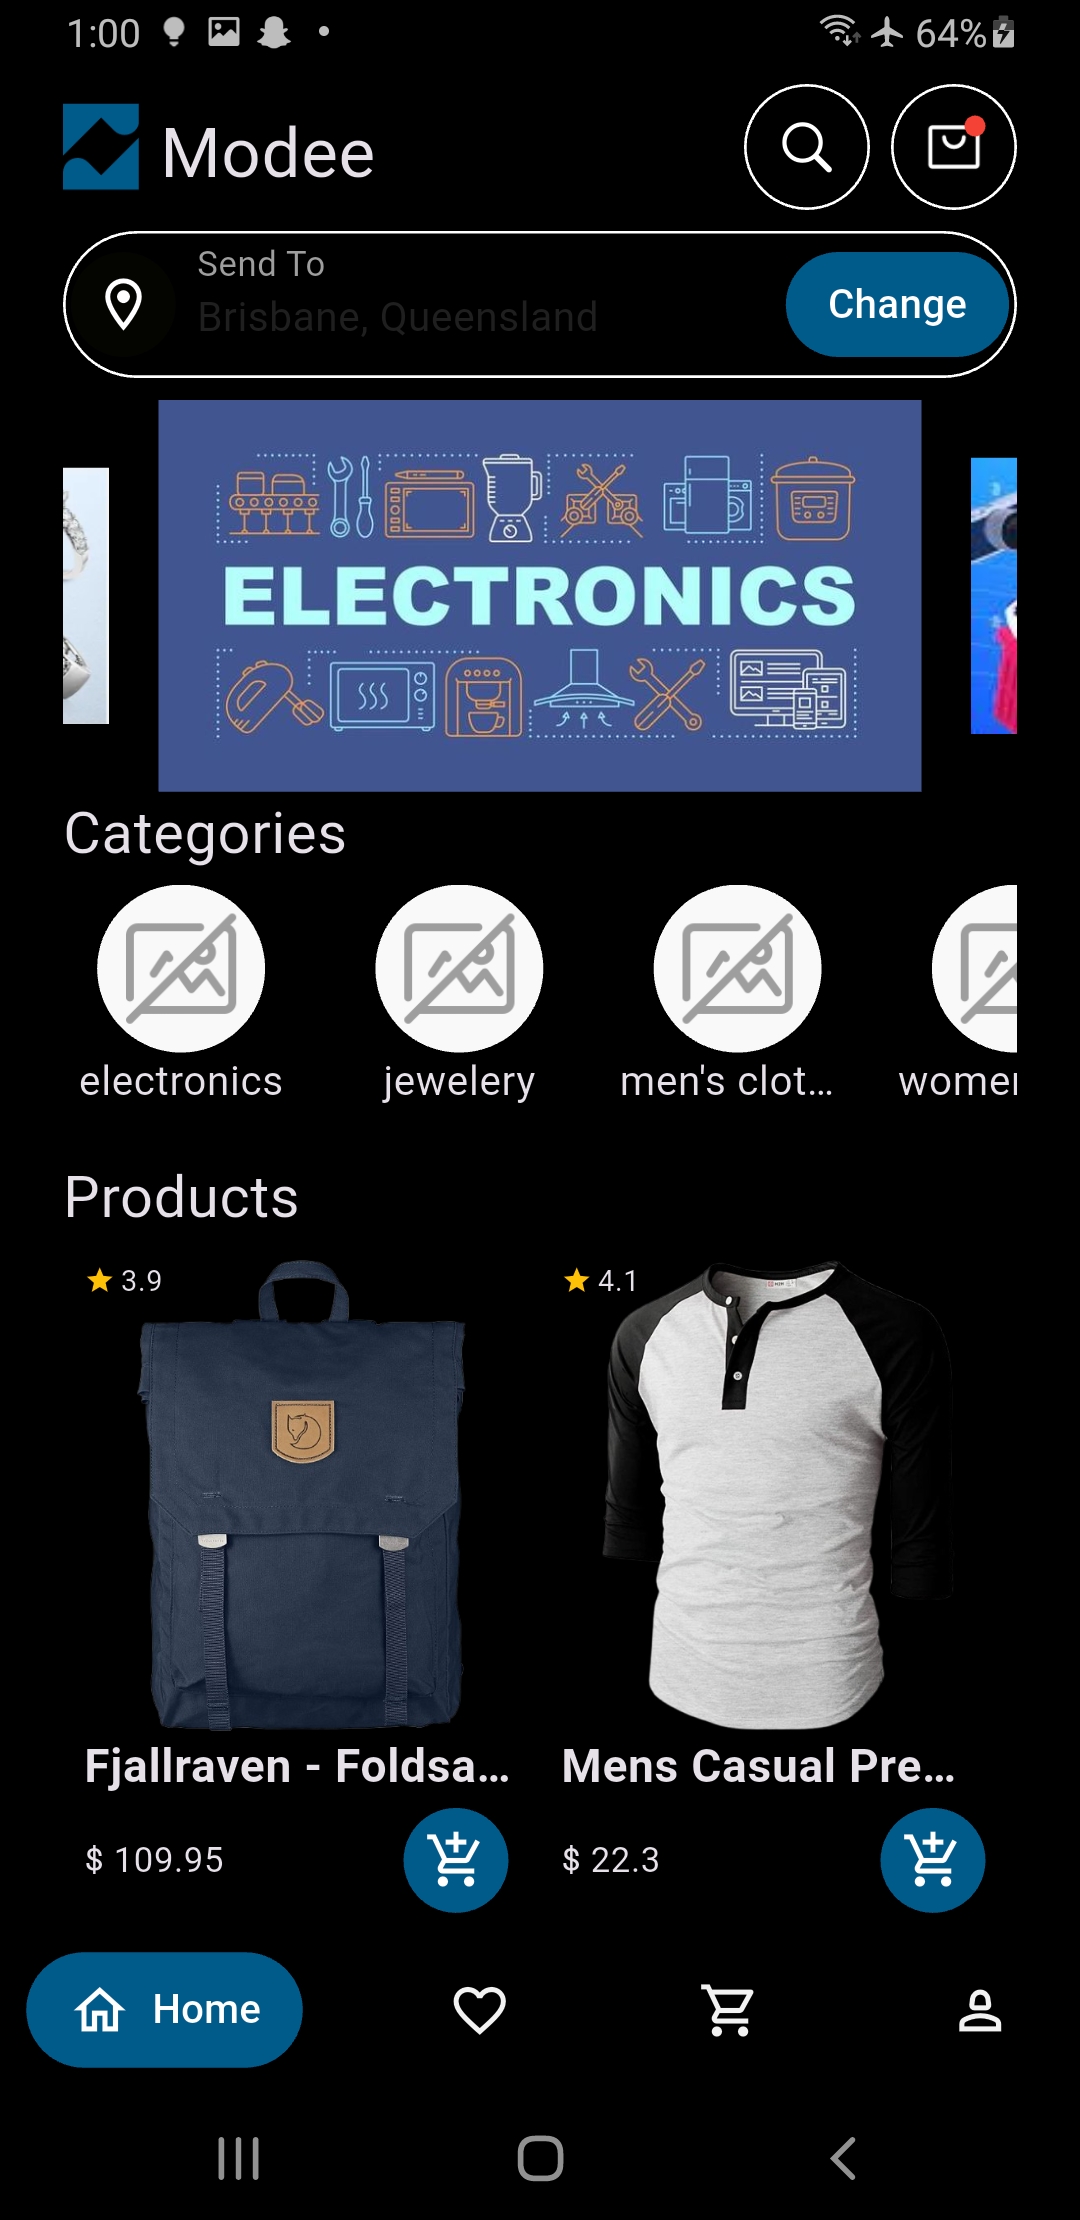 1:00
64%
Modee
Send To
Brisbane, Queensland
Change
ELECTRONICS
Categories
electronics
jewelery
men's clot...
women
Products
3.9
4.1
Fjallraven - Foldsa...
Mens Casual Pre...
$ 109.95
$ 22.3
Home